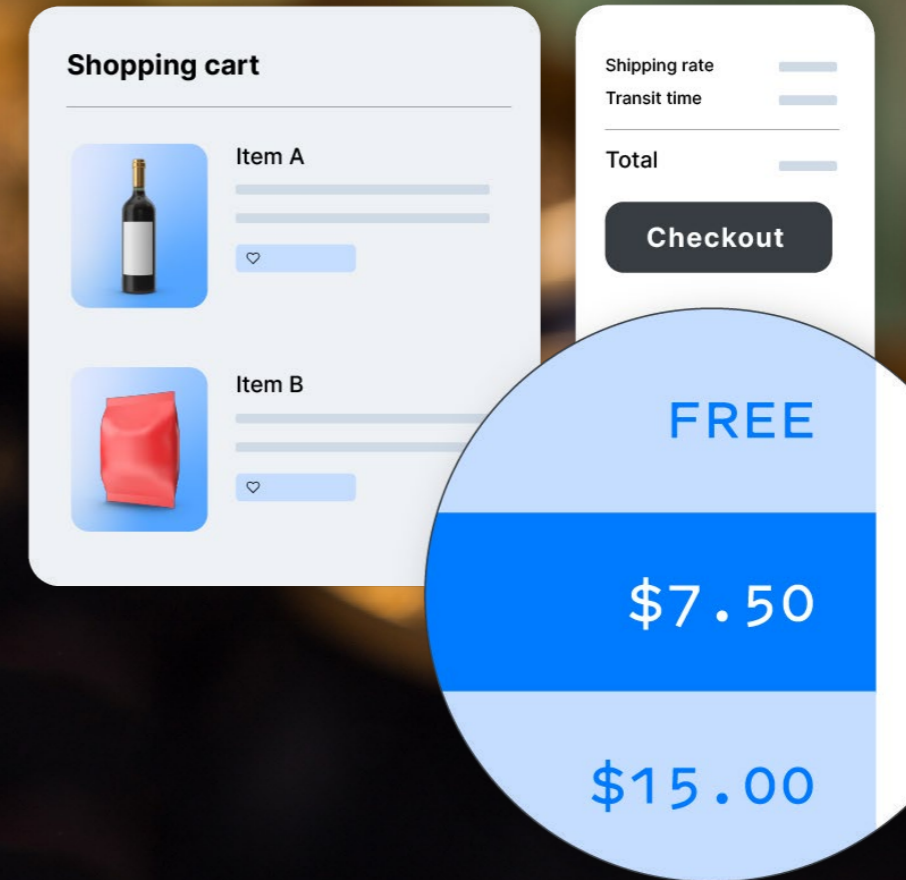 Shopping cart
Item A
Item B
Shipping rate
Transit time
Total
Checkout
FREE
$7.50
$15.00